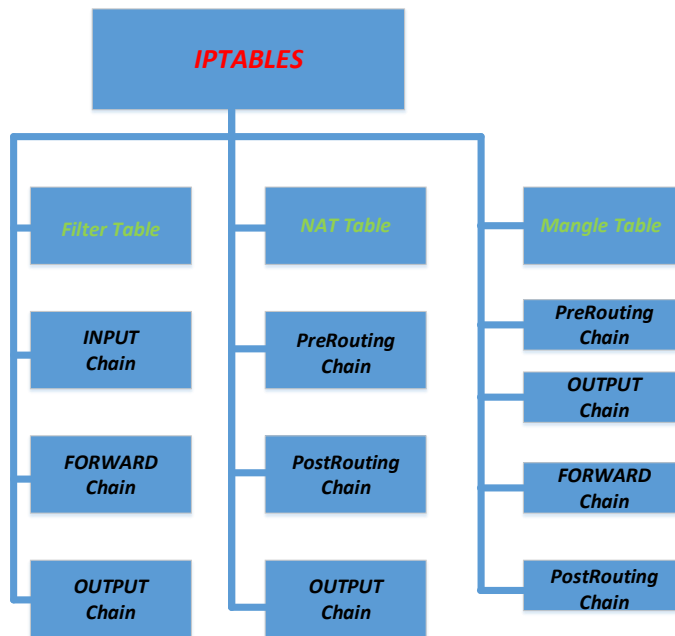 IPTABLES
Filter Table
INPUT
Chain
FORWARD
Chain
OUTPUT
Chain
NAT Table
PreRouting
Chain
PostRouting
Chain
OUTPUT
Chain
Mangle Table
PreRouting
Chain
OUTPUT
Chain
FORWARD
Chain
PostRouting
Chain